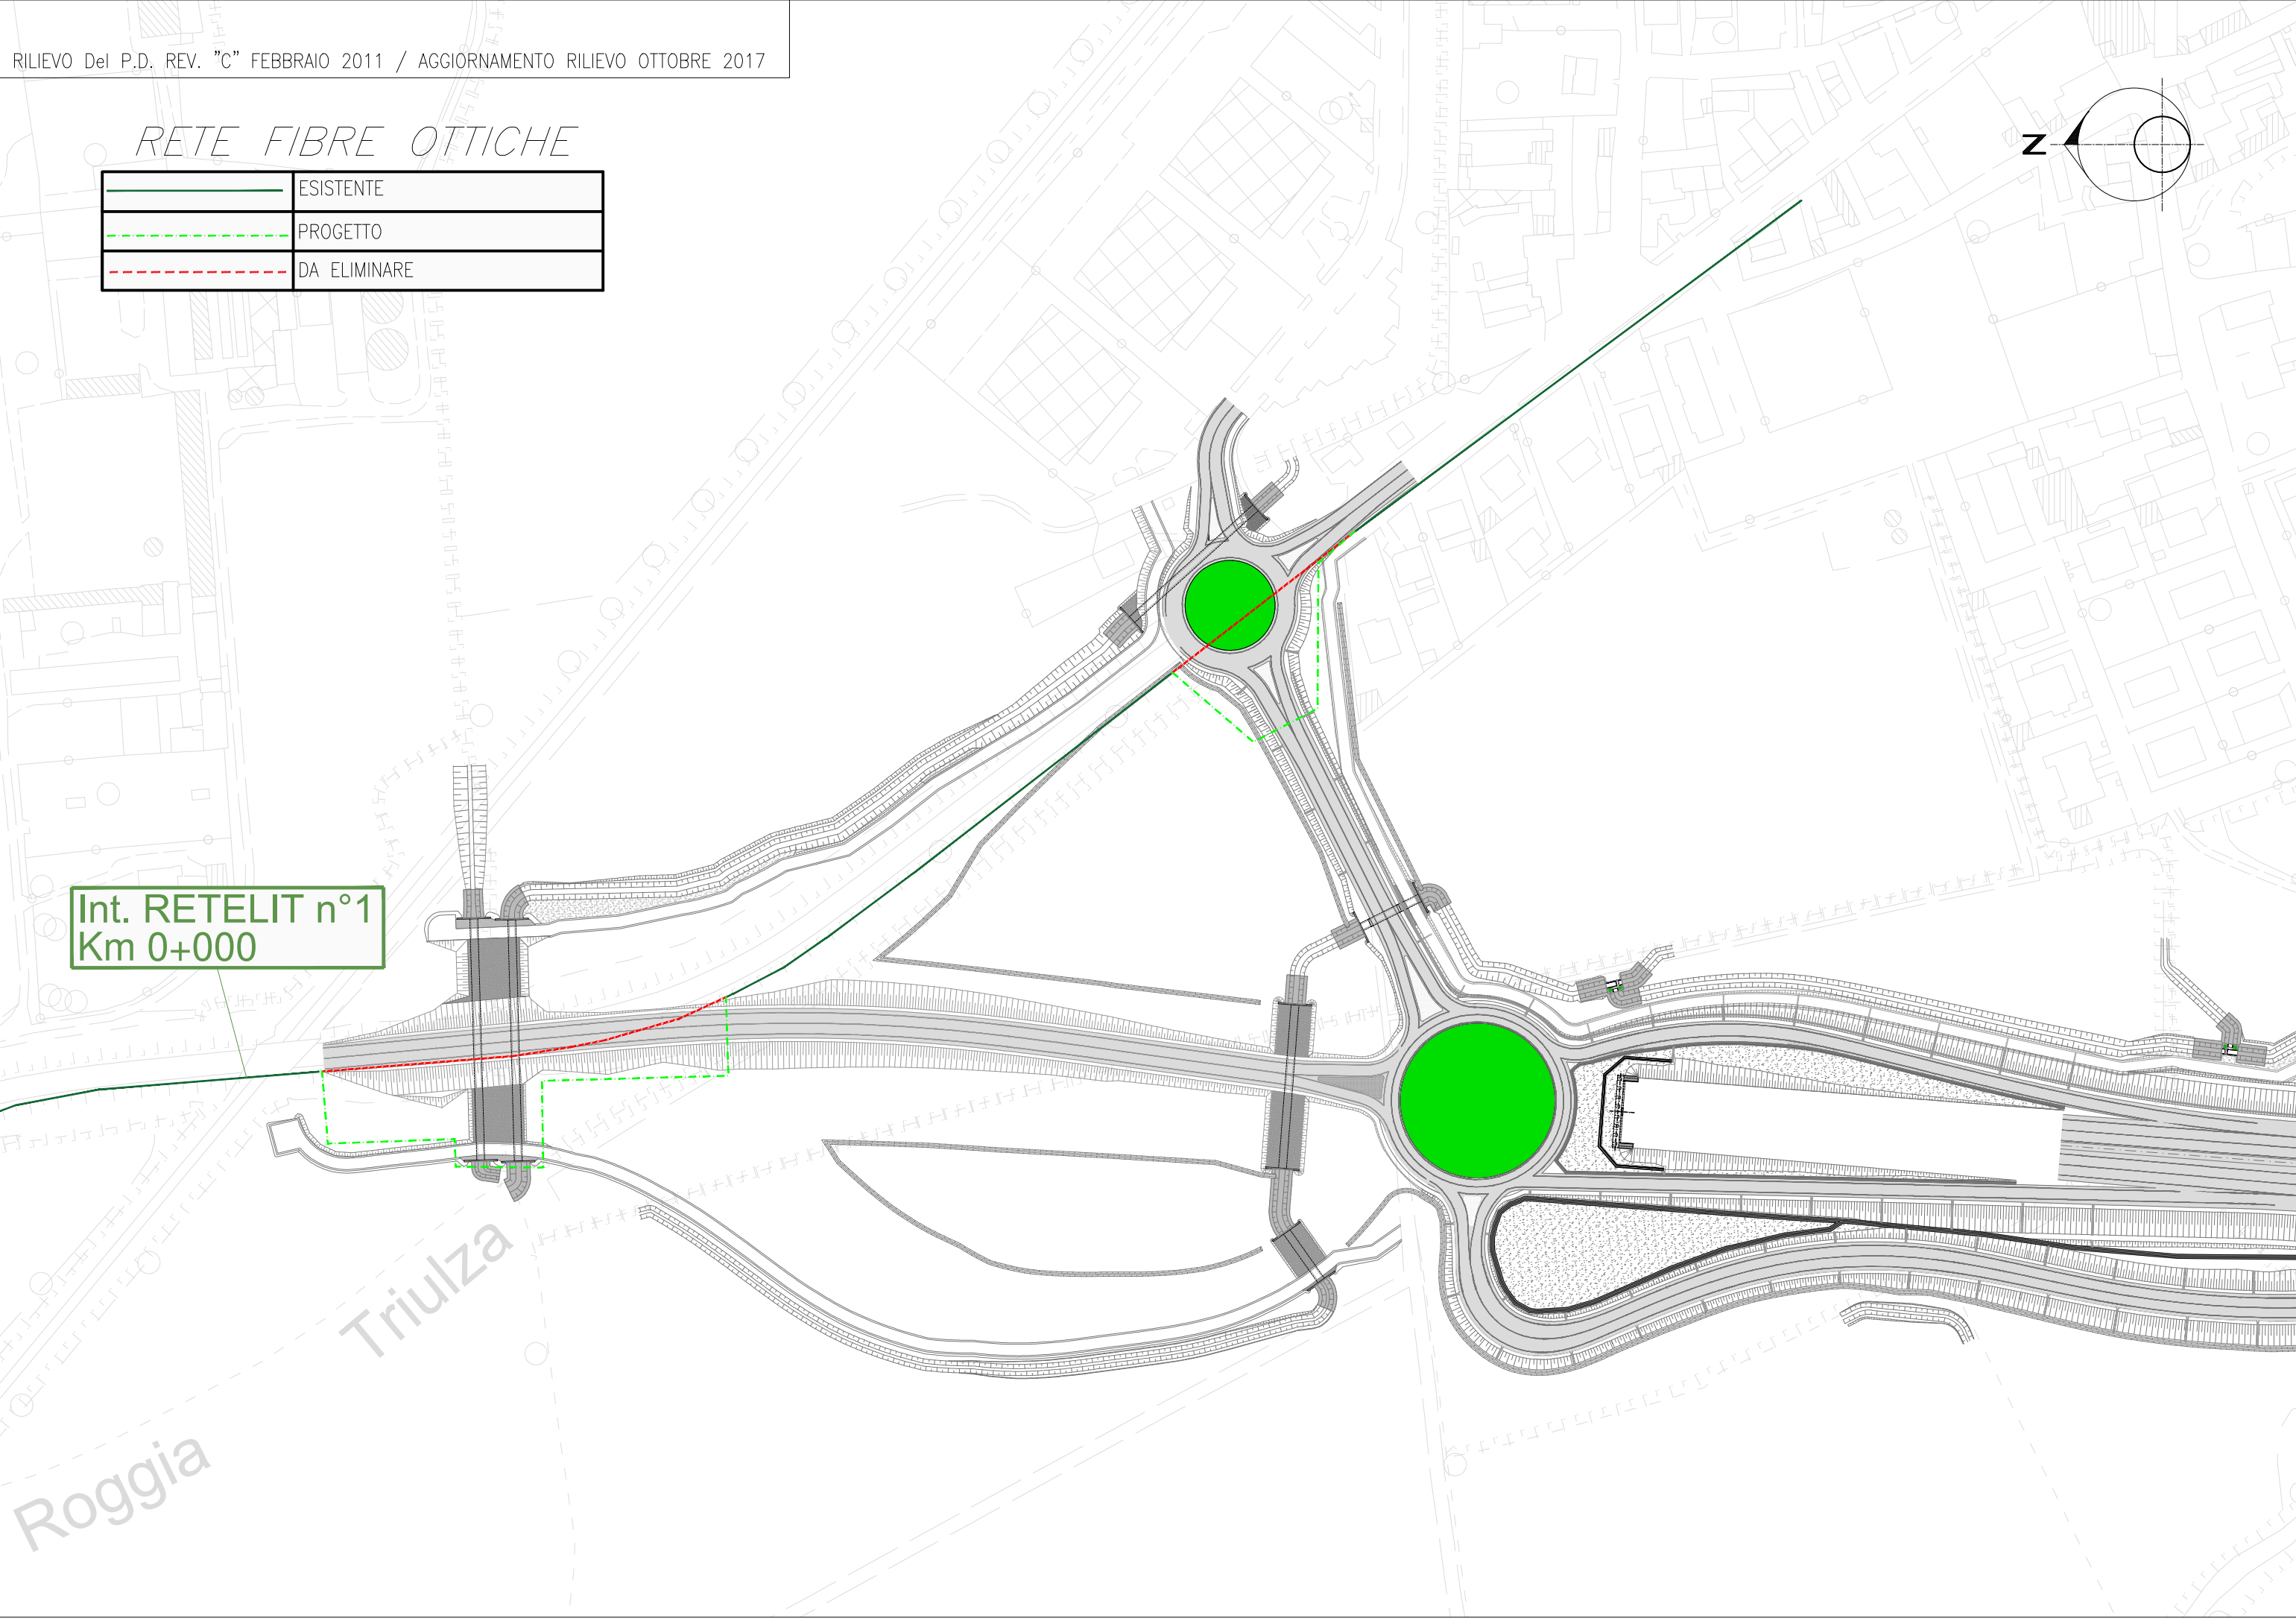 RILIEVO Del P.D. REV. "C" FEBBRAIO 2011 / AGGIORNAMENTO RILIEVO OTTOBRE 2017
RETE FIBRE OTTICHE
ESISTENTE
PROGETTO
DA ELIMINARE
N
Int. RETELIT n°1
Km 0+000
Roggia Triulza